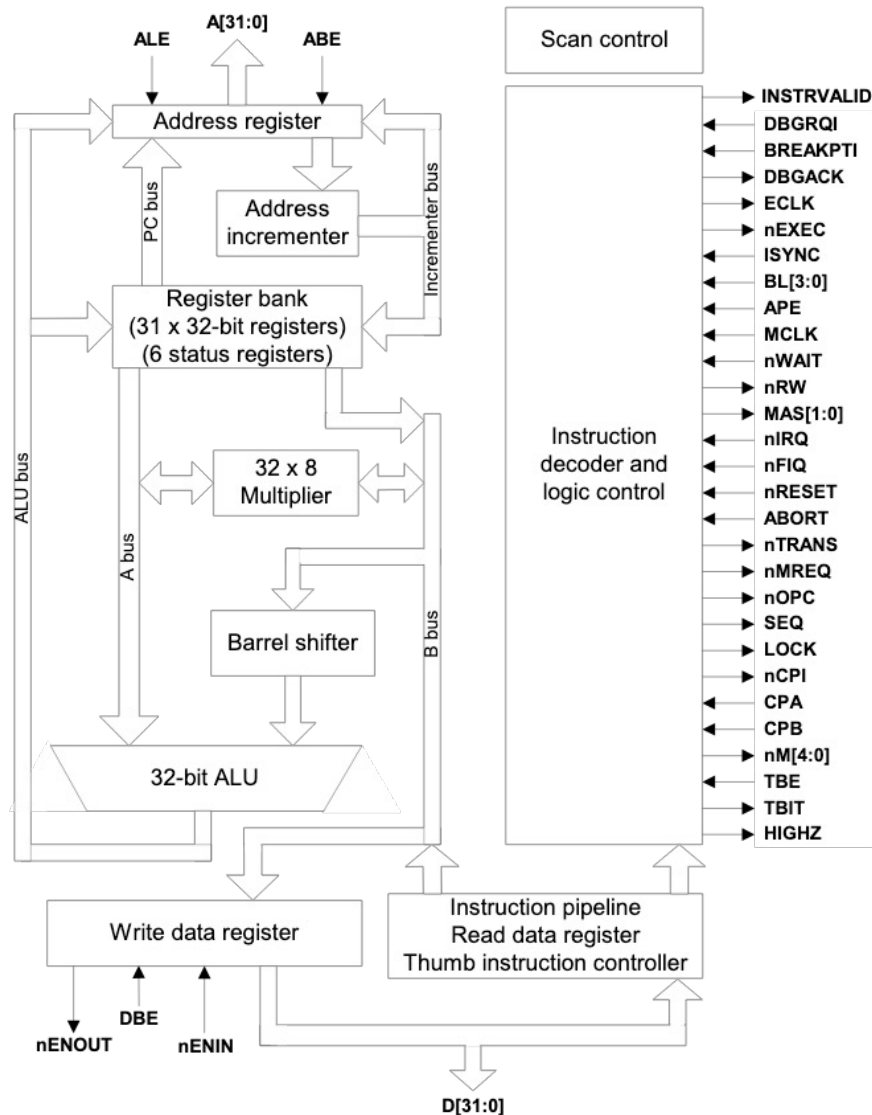 A[31:0]
ALE
ABE
Scan control
Address register
PC bus
Address
incrementer
Incrementer bus
Register bank
(31 x 32-bit registers)
(6 status registers)
ALU bus
A bus
32 x 8
Multiplier
B bus
Barrel shifter
32-bit ALU
Write data register
Instruction pipeline
Read data register
Thumb instruction controller
nENOUT
DBE
nENIN
D[31:0]
Instruction
decoder and
logic control
INSTRVALID
DBGRQI
BREAKPTI
DBGACK
ECLK
nEXEC
ISYNC
BL[3:0]
APE
MCLK
nWAIT
nRW
MAS[1:0]
nIRQ
nFIQ
nRESET
ABORT
nTRANS
nMREQ
nOPC
SEQ
LOCK
nCPI
CPA
CPB
nM[4:0]
TBE
TBIT
HIGHZ